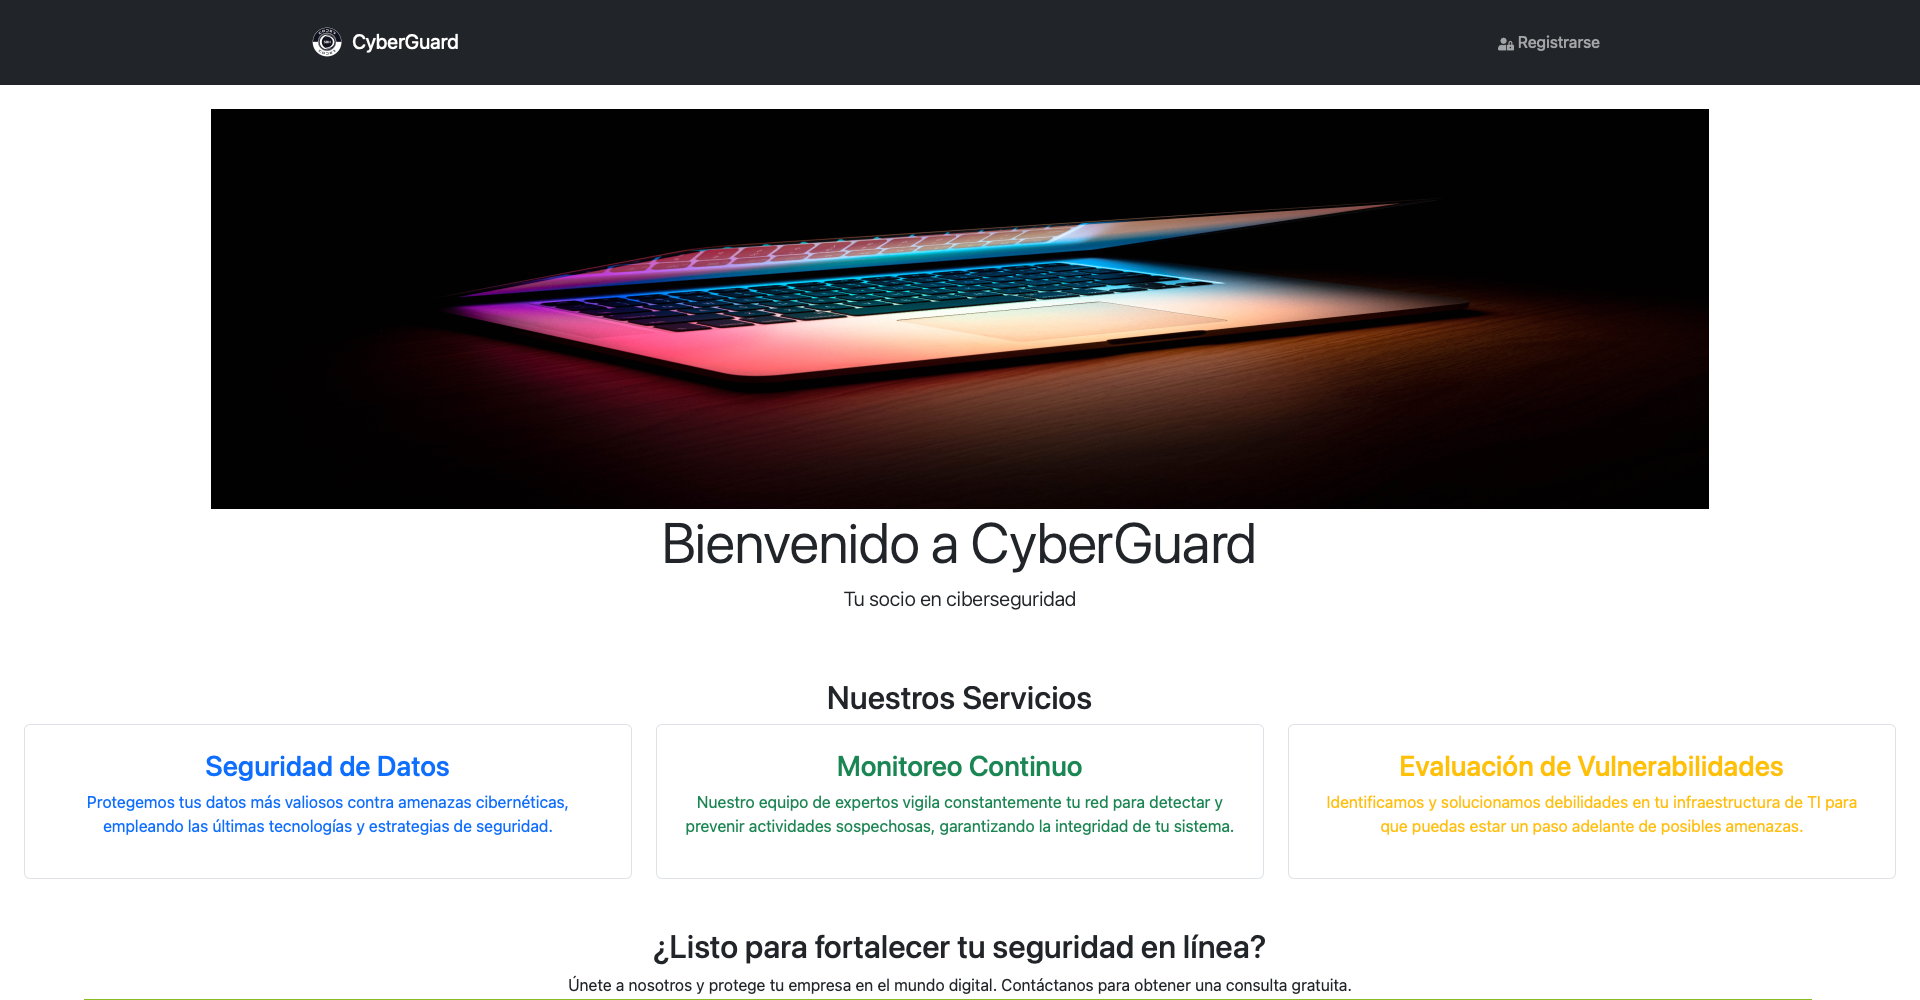 CyberGuard
Registrarse
Bienvenido a CyberGuard
Tu socio en ciberseguridad
Nuestros Servicios
Seguridad de Datos
Protegemos tus datos más valiosos contra amenazas cibernéticas,
empleando las últimas tecnologías y estrategias de seguridad.
Monitoreo Continuo
Nuestro equipo de expertos vigila constantemente tu red para detectar y
prevenir actividades sospechosas, garantizando la integridad de tu sistema.
Evaluación de Vulnerabilidades
Identificamos y solucionamos debilidades en tu infraestructura de TI para
que puedas estar un paso adelante de posibles amenazas.
¿Listo para fortalecer tu seguridad en línea?
Únete a nosotros y protege tu empresa en el mundo digital. Contáctanos para obtener una consulta gratuita.